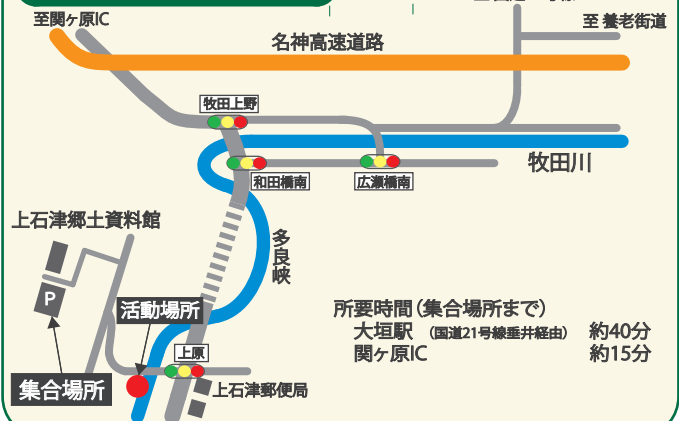 至関ヶ原IC
至 養老街道
名神高速道路
牧田上野
牧田川
和田橋南
広瀬橋南
上石津郷土資料館
多良峡
P
活動場所
所要時間（集合場所まで）
大垣駅 （国道21号線垂井経由） 約40分
関ヶ原IC 約15分
上原
集合場所
上石津郵便局